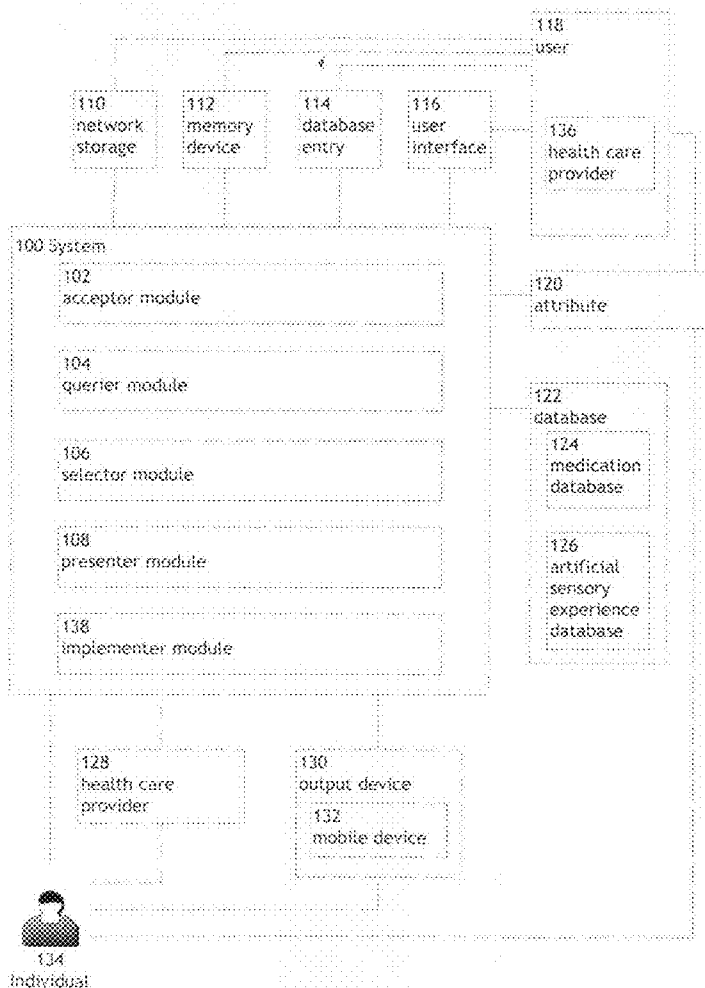 118
user
110
network
storage
112
memory
device
114
database
entry
116
user
interface
136
health care
provider
100 System
102
acceptor module
104
querier module
106
selector module
108
presenter module
138
implementer module
120
attribute
122
database
124
medication
database
126
artificial
sensory
experience
database
128
health care
provider
130
output device
132
mobile device
134
Individual